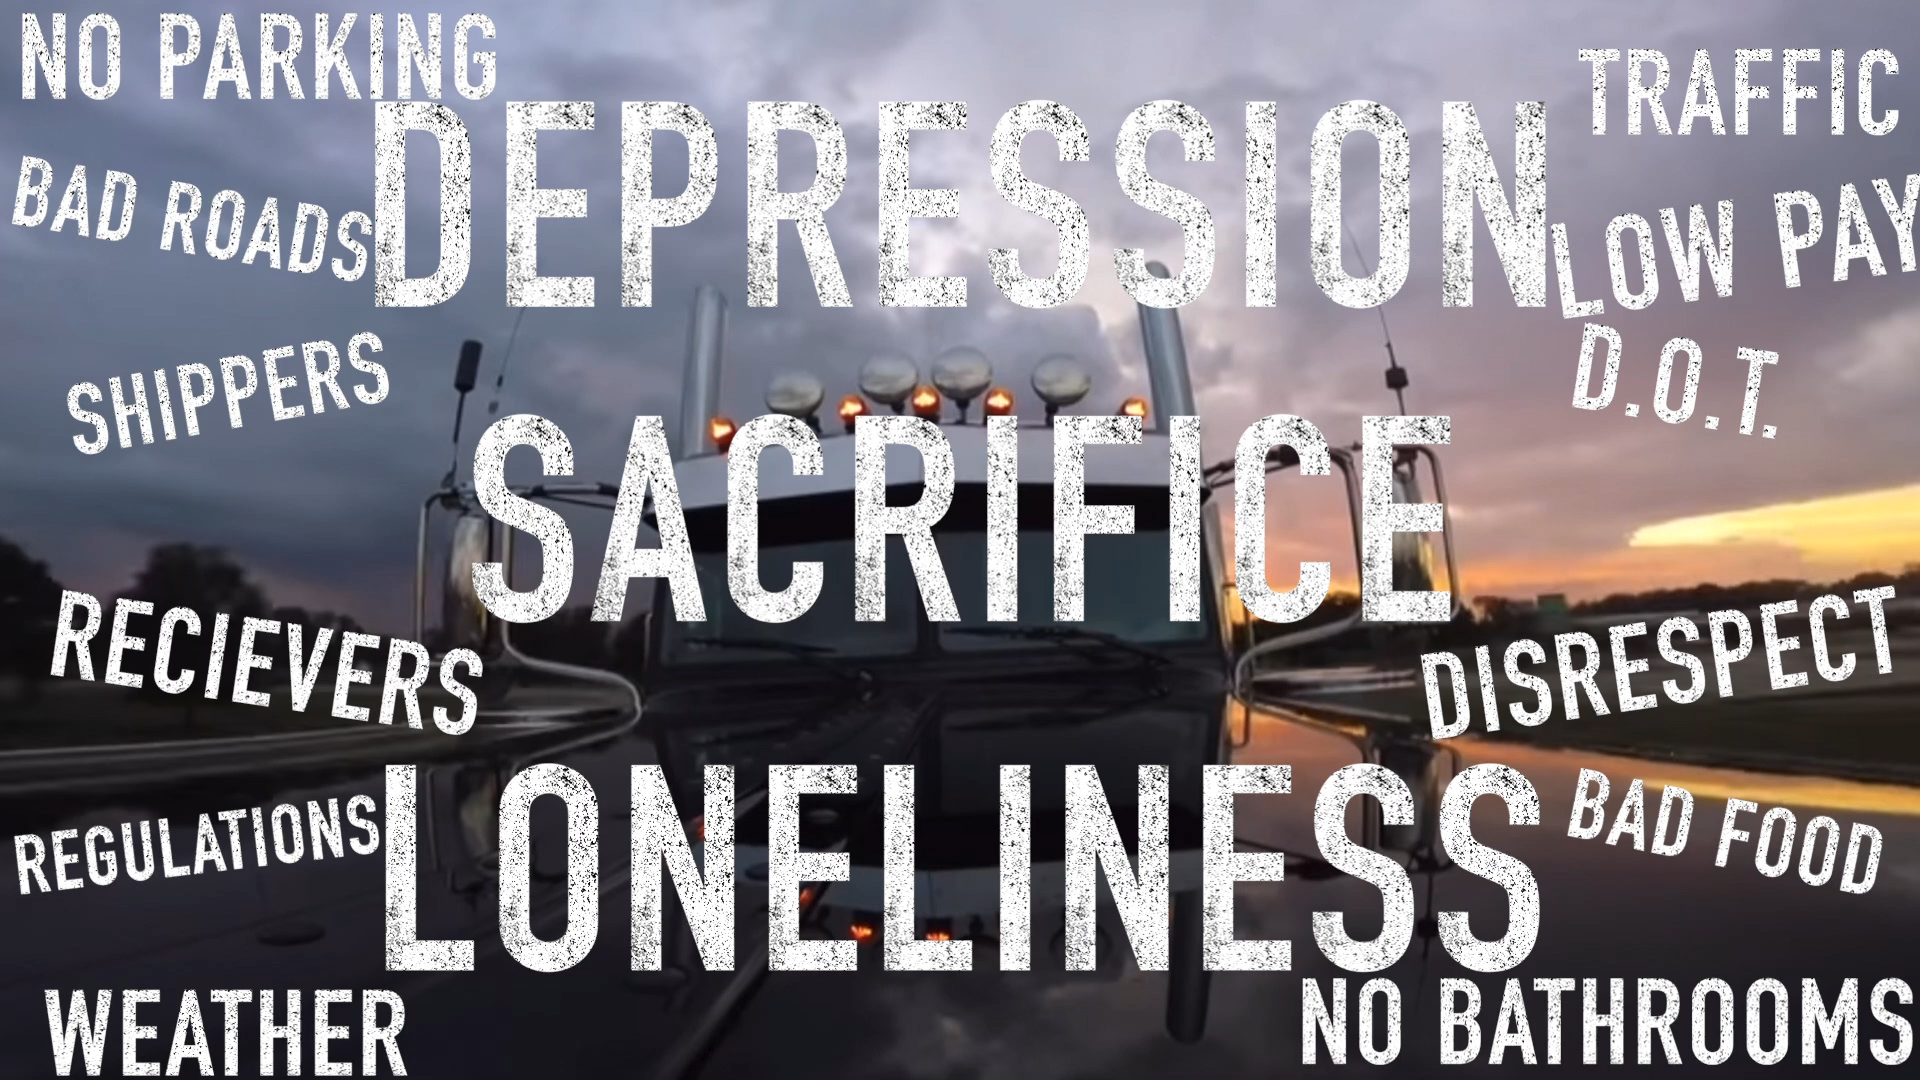 NO PARKING
TRAFFIC
DEPRESSION
BAD ROADS
LOW PAY
SHIPPERS
D.O.T.
SACRIFICE
RECIEVERS
DISRESPECT
LONELINESS
REGULATIONS
BAD FOOD
WEATHER
NO BATHROOMS